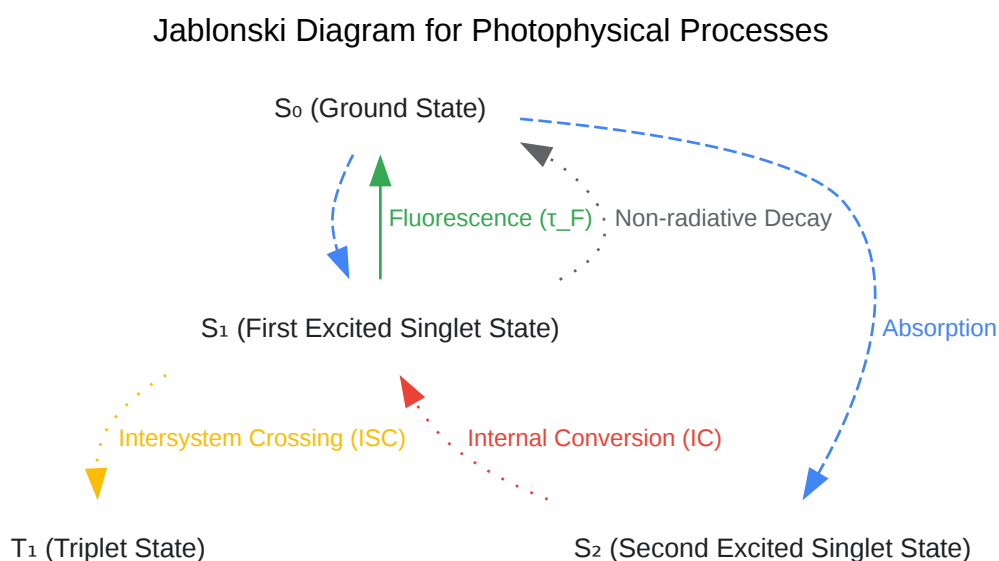 Jablonski Diagram for Photophysical Processes
S₀ (Ground State)
Fluorescence (τ_F)
Non-radiative Decay
S₁ (First Excited Singlet State)
Absorption
Intersystem Crossing (ISC)
Internal Conversion (IC)
T₁ (Triplet State)
S₂ (Second Excited Singlet State)